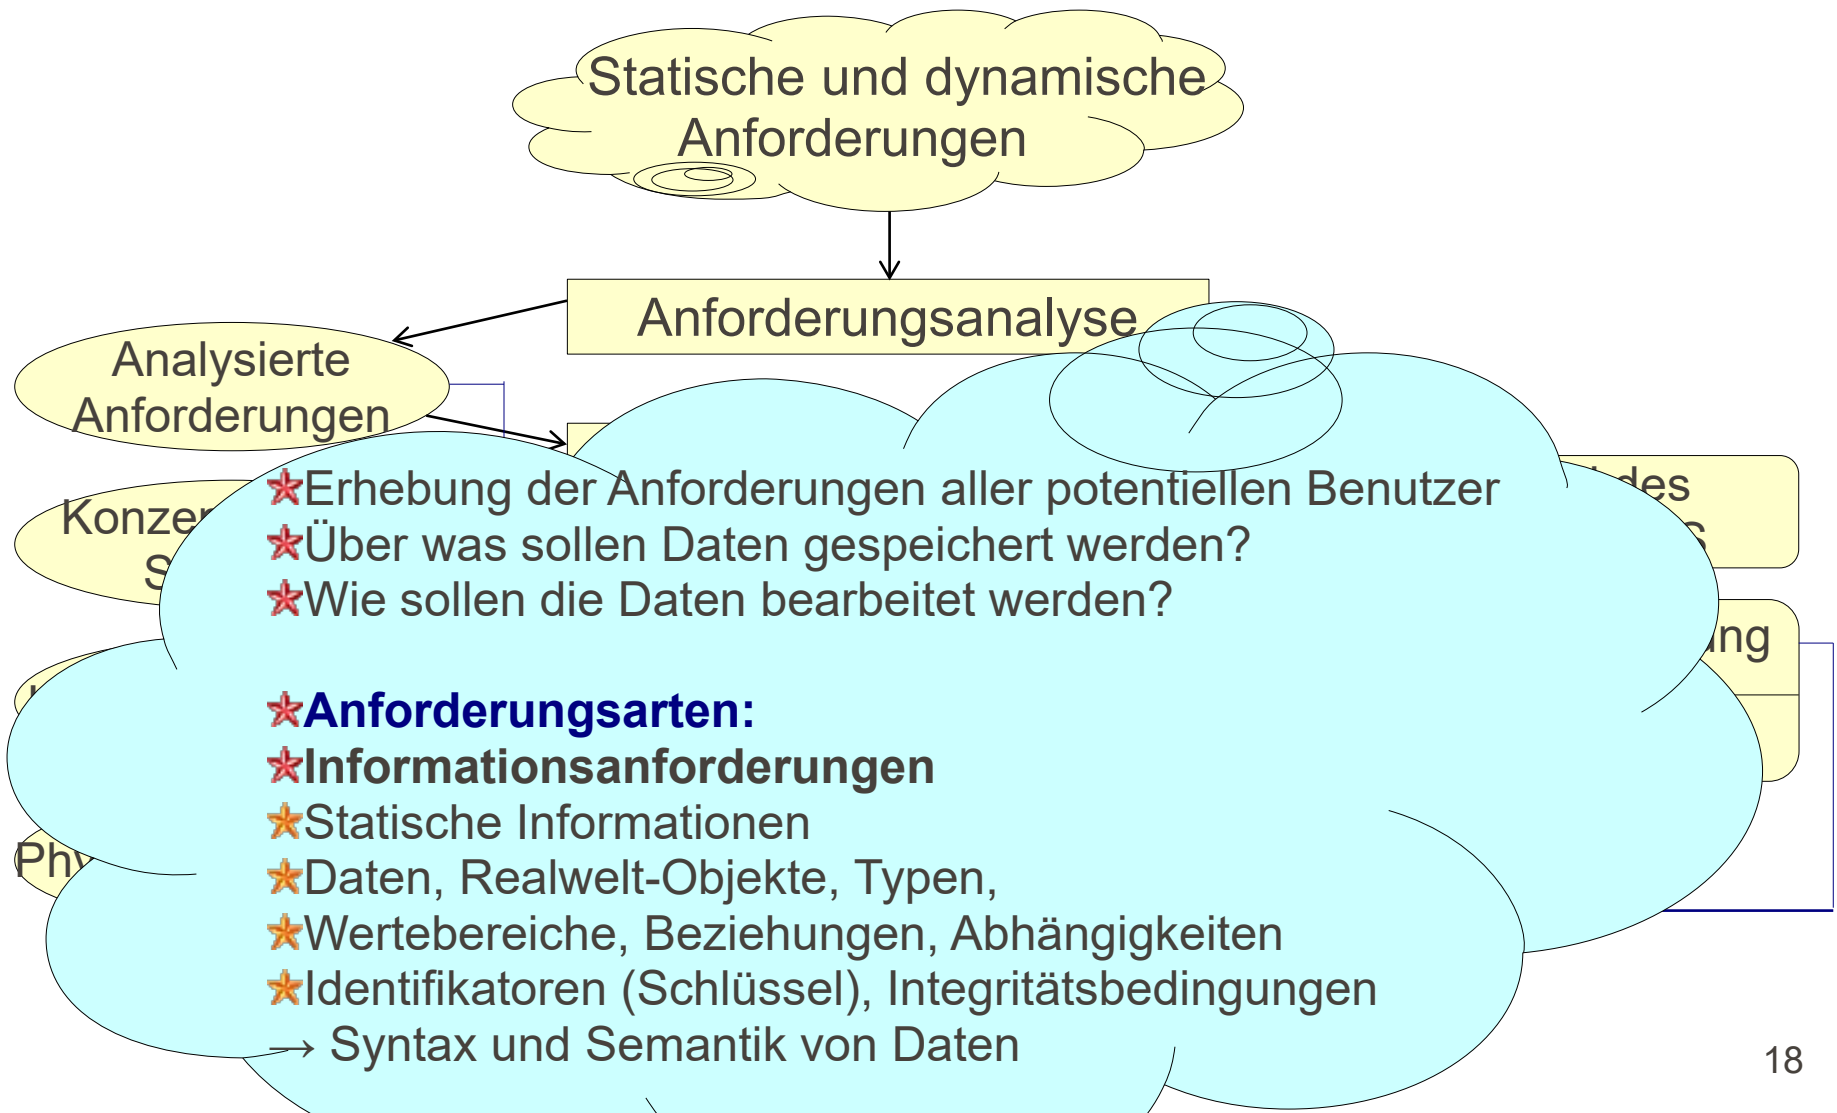 Statische und dynamische
Anforderungen
Anforderungsanalyse
Analysierte
Anforderungen
des
Erhebung der Anforderungen aller potentiellen Benutzer
Über was sollen Daten gespeichert werden?
Wie sollen die Daten bearbeitet werden?
Anforderungsarten:
Informationsanforderungen
Statische Informationen
Daten, Realwelt-Objekte, Typen,
Wertebereiche, Beziehungen, Abhängigkeiten
Identifikatoren (Schlüssel), Integritätsbedingungen
→ Syntax und Semantik von Daten
18